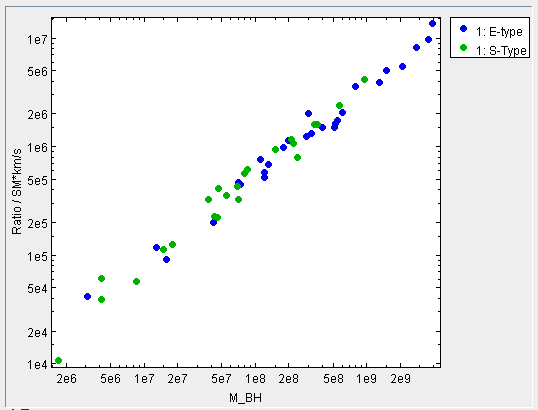 1: E-type
1: S-Type
1e7
5e6
2e6
1e6
5e5
2e5
1e5
5e4
2e4
1e4
Ratio / SM*km/s
2e6 5e6 1e7 2e7 5e7 1e8 2e8 5e8 1e9 2e9
M_BH